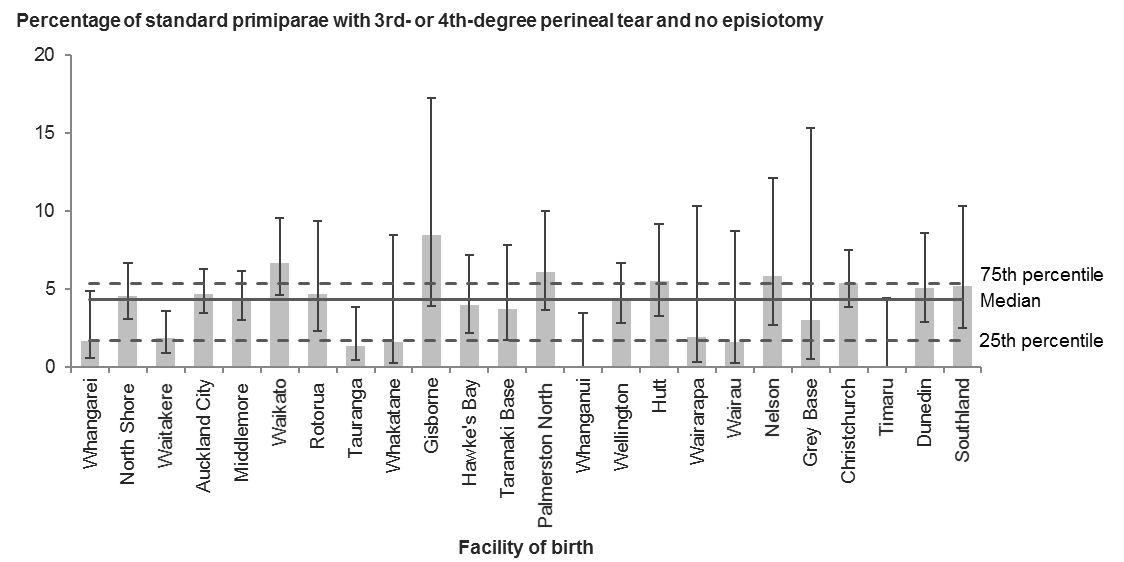 Percentage of standard primiparae with 3rd- or 4th-degree perineal tear and no episiotomy
20
15
10
5
0
75th percentile
Median
25th percentile
Whangarei
North Shore
Waitakere
Auckland City
Middlemore
Waikato
Rotorua
Tauranga
Whakatane
Gisborne
Hawke's Bay
Taranaki Base
Palmerston North
Whanganui
Wellington
Hutt
Wairarapa
Wairau
Nelson
Grey Base
Christchurch
Timaru
Dunedin
Southland
Facility of birth